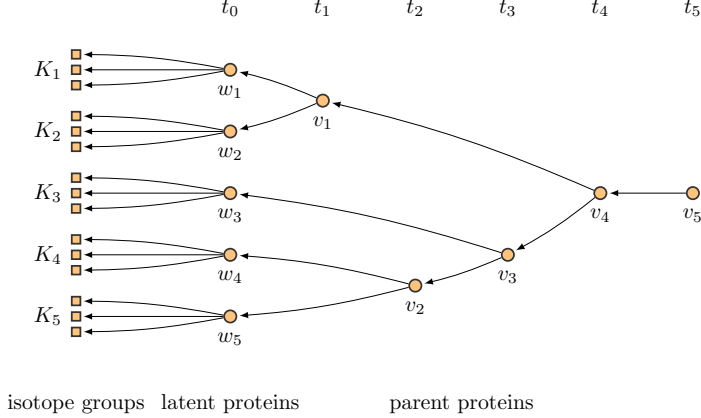 t₀ t₁ t₂ t₃ t₄ t₅
K₁
w₁
v₁
K₂
w₂
K₃
w₃
v₄
v₅
K₄
w₄
v₃
v₂
K₅
w₅
isotope groups latent proteins parent proteins